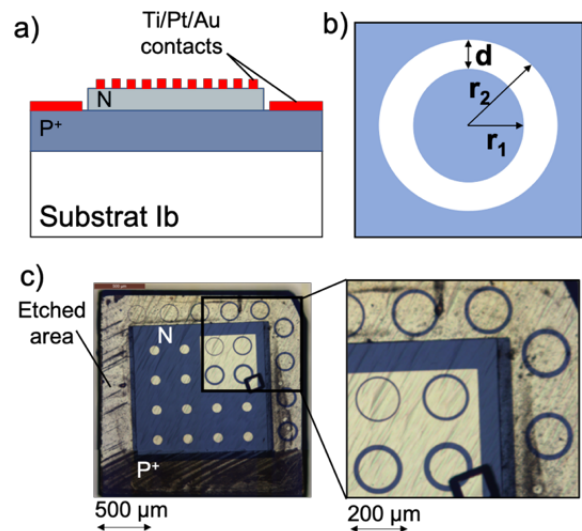 a)
Ti/Pt/Au
contacts
N
P+
Substrat Ib
b)
d
r2
r1
c)
Etched
area
N
P+
500 µm
200 µm